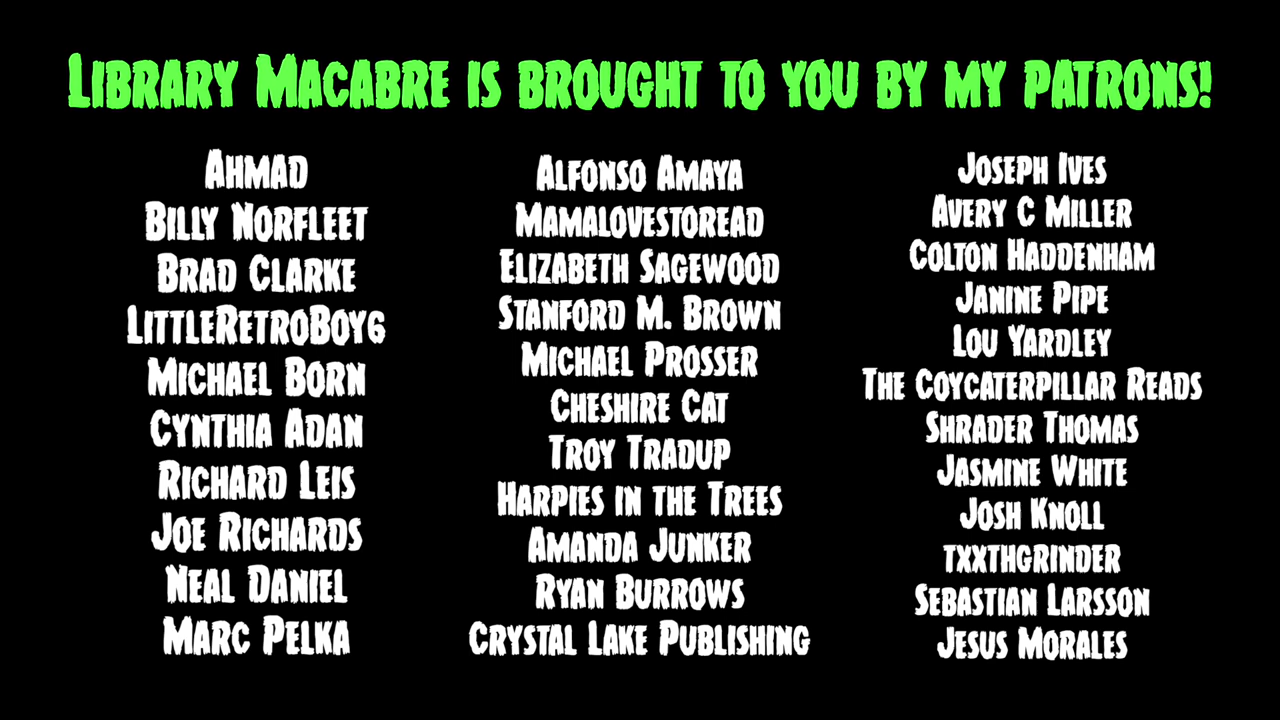 Library Macabre is brought to you by my patrons!
Ahmad
Billy Norfleet
Brad Clarke
LittleRetroBoy6
Michael Born
Cynthia Adan
Richard Leis
Joe Richards
Neal Daniel
Marc Pelka
Alfonso Amaya
Mamalovestoread
Elizabeth Sagewood
Stanford M. Brown
Michael Prosser
Cheshire Cat
Troy Tradup
Harpies in the Trees
Amanda Junker
Ryan Burrows
Crystal Lake Publishing
Joseph Ives
Avery C Miller
Colton Haddenham
Janine Pipe
Lou Yardley
The Coycaterpillar Reads
Shrader Thomas
Jasmine White
Josh Knoll
txxthgrinder
Sebastian Larsson
Jesus Morales